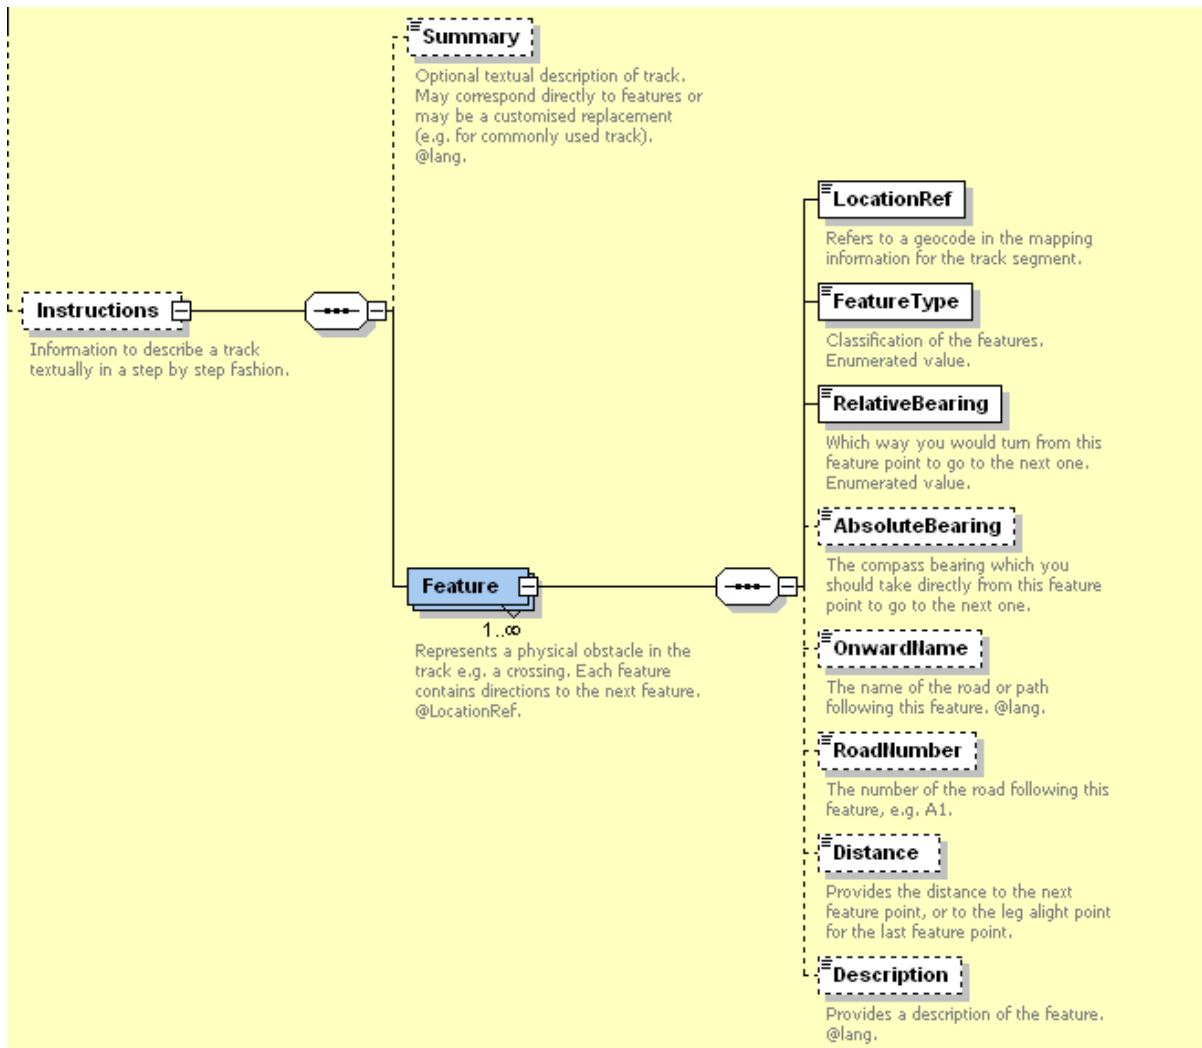 Summary
Optional textual description of track.
May correspond directly to features or
may be a customised replacement
(e.g. for commonly used track).
@lang.
Instructions
Information to describe a track
textually in a step by step fashion.
Feature
1..∞
Represents a physical obstacle in the
track e.g. a crossing. Each feature
contains directions to the next feature.
@LocationRef.
LocationRef
Refers to a geocode in the mapping
information for the track segment.
FeatureType
Classification of the features.
Enumerated value.
RelativeBearing
Which way you would turn from this
feature point to go to the next one.
Enumerated value.
AbsoluteBearing
The compass bearing which you
should take directly from this feature
point to go to the next one.
OnwardName
The name of the road or path
following this feature. @lang.
RoadNumber
The number of the road following this
feature, e.g. A1.
Distance
Provides the distance to the next
feature point, or to the leg alight point
for the last feature point.
Description
Provides a description of the feature.
@lang.